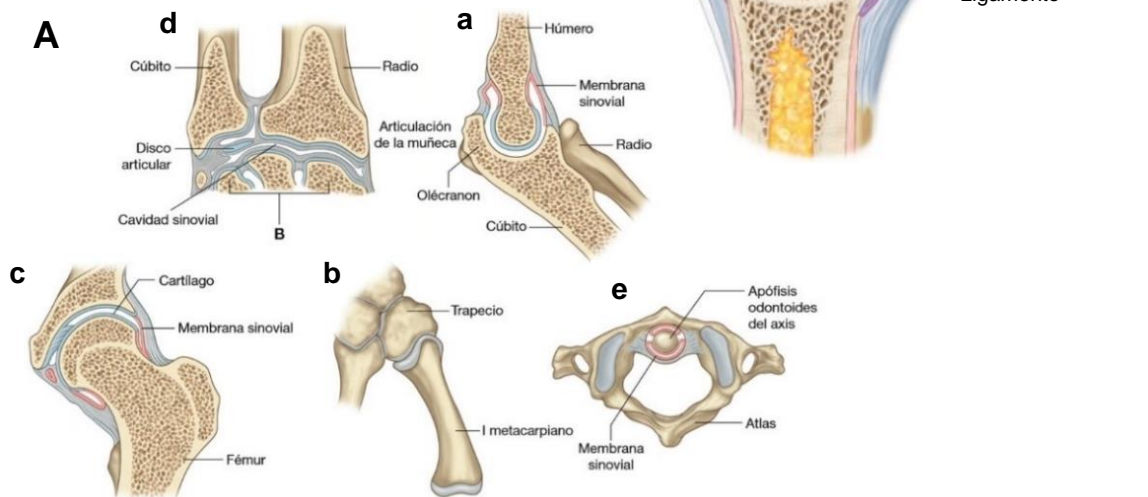 Ligamento
A
d
a
Húmero
Cúbito
Radio
Membrana
sinovial
Articulación
de la muñeca
Disco
articular
Radio
Olécranon
Cavidad sinovial
Cúbito
B
c
b
Cartílago
e
Apófisis
odontoides
del axis
Trapecio
Membrana sinovial
I metacarpiano
Atlas
Membrana
sinovial
Fémur